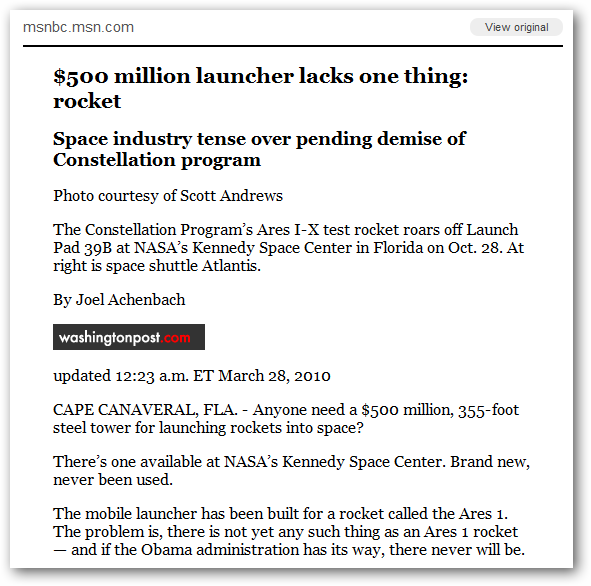 msnbc.msn.com
View original
$500 million launcher lacks one thing:
rocket
Space industry tense over pending demise of
Constellation program
Photo courtesy of Scott Andrews
The Constellation Program’s Ares I-X test rocket roars off Launch
Pad 39B at NASA’s Kennedy Space Center in Florida on Oct. 28. At
right is space shuttle Atlantis.
By Joel Achenbach
washingtonpost.com
updated 12:23 a.m. ET March 28, 2010
CAPE CANAVERAL, FLA. - Anyone need a $500 million, 355-foot
steel tower for launching rockets into space?
There’s one available at NASA’s Kennedy Space Center. Brand new,
never been used.
The mobile launcher has been built for a rocket called the Ares 1.
The problem is, there is not yet any such thing as an Ares 1 rocket
— and if the Obama administration has its way, there never will be.